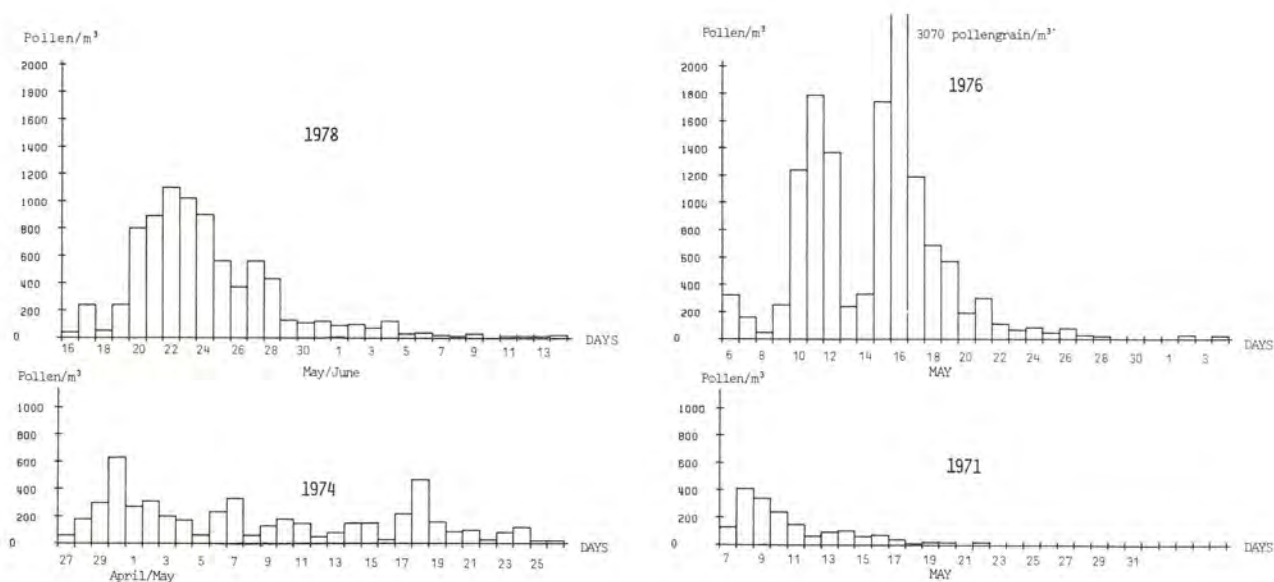 Pollen/m³
2000
1800
1600
1400
1200
1000
800
600
400
200
0
1978
16 18 20 22 24 26 28 30 1 3 5 7 9 11 13 DAYS
May/June
Pollen/m³
3070 pollengrain/m³
2000
1800
1600
1400
1200
1000
800
600
400
200
0
1976
6 8 10 12 14 16 18 20 22 24 26 28 30 1 3 DAYS
MAY
Pollen/m³
1000
800
600
400
200
0
1974
27 29 1 3 5 7 9 11 13 15 17 19 21 23 25 DAYS
April/May
Pollen/m³
1000
800
600
400
200
0
1971
7 9 11 13 15 17 19 21 23 25 27 29 31 DAYS
MAY